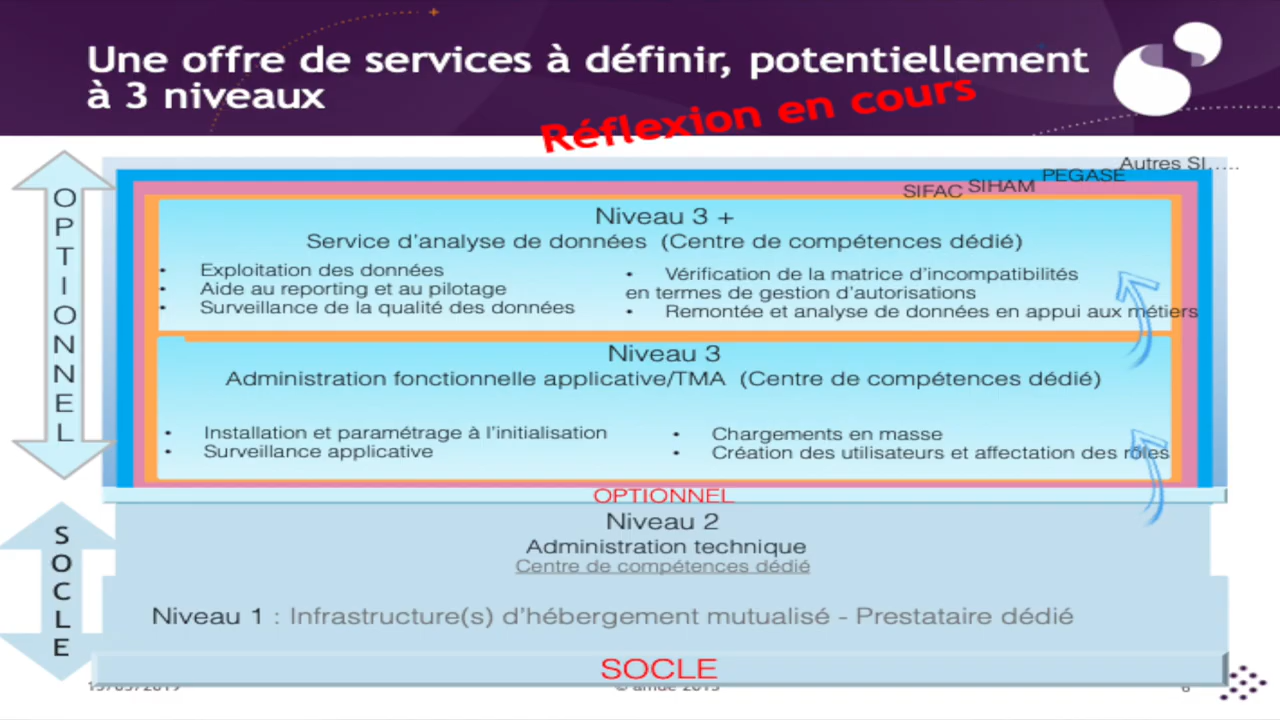 Une offre de services à définir, potentiellement
à 3 niveaux
Réflexion en cours
Autres SI.....
PEGASE
SIHAM
SIFAC
OPTIONNEL
Niveau 3 +
Service d'analyse de données (Centre de compétences dédié)
• Exploitation des données
• Aide au reporting et au pilotage
• Surveillance de la qualité des données
• Vérification de la matrice d'incompatibilités
en termes de gestion d'autorisations
• Remontée et analyse de données en appui aux métiers
Niveau 3
Administration fonctionnelle applicative/TMA (Centre de compétences dédié)
• Installation et paramétrage à l'initialisation
• Surveillance applicative
• Chargements en masse
• Création des utilisateurs et affectation des rôles
OPTIONNEL
SOCLE
Niveau 2
Administration technique
Centre de compétences dédié
Niveau 1 : Infrastructure(s) d'hébergement mutualisé - Prestataire dédié
SOCLE
6